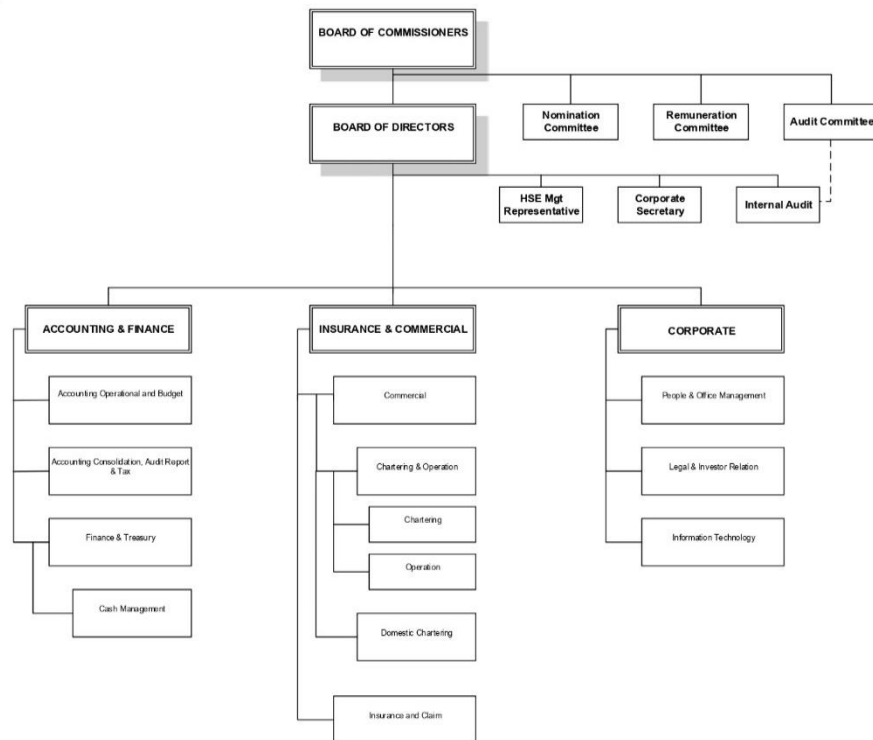 BOARD OF COMMISSIONERS
Nomination
Committee
Remuneration
Committee
Audit Committee
BOARD OF DIRECTORS
HSE Mgt
Representative
Corporate
Secretary
Internal Audit
ACCOUNTING & FINANCE
INSURANCE & COMMERCIAL
CORPORATE
Accounting Operational and Budget
Commercial
People & Office Management
Accounting Consolidation, Audit Report
& Tax
Chartering & Operation
Legal & Investor Relation
Chartering
Finance & Treasury
Information Technology
Operation
Cash Management
Domestic Chartering
Insurance and Claim